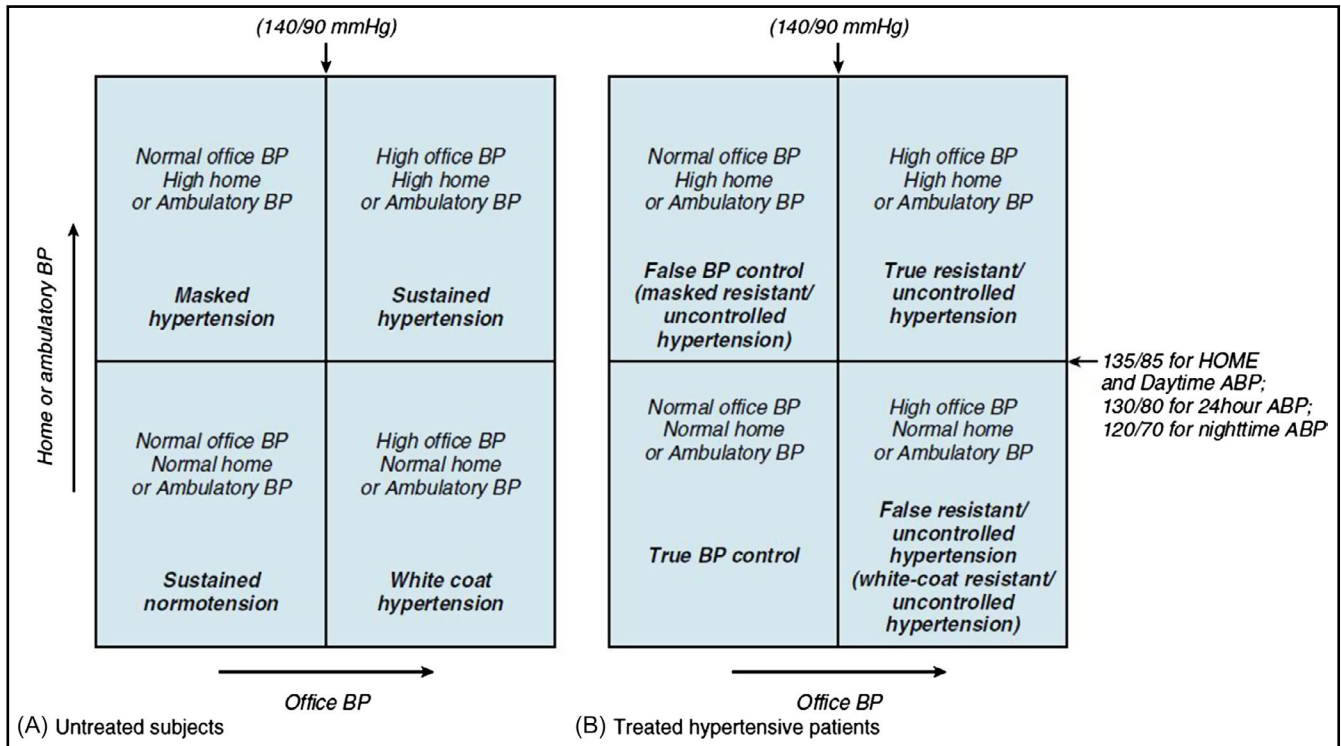 (140/90 mmHg)
Normal office BP
High home
or Ambulatory BP
Masked
hypertension
High office BP
High home
or Ambulatory BP
Sustained
hypertension
Normal office BP
Normal home
or Ambulatory BP
Sustained
normotension
High office BP
Normal home
or Ambulatory BP
White coat
hypertension
Home or ambulatory BP
Office BP
(A) Untreated subjects
(140/90 mmHg)
Normal office BP
High home
or Ambulatory BP
False BP control
(masked resistant/
uncontrolled
hypertension)
High office BP
High home
or Ambulatory BP
True resistant/
uncontrolled
hypertension
135/85 for HOME
and Daytime ABP;
130/80 for 24hour ABP;
120/70 for nighttime ABP
Normal office BP
Normal home
or Ambulatory BP
True BP control
High office BP
Normal home
or Ambulatory BP
False resistant/
uncontrolled
hypertension
(white-coat resistant/
uncontrolled
hypertension)
Office BP
(B) Treated hypertensive patients